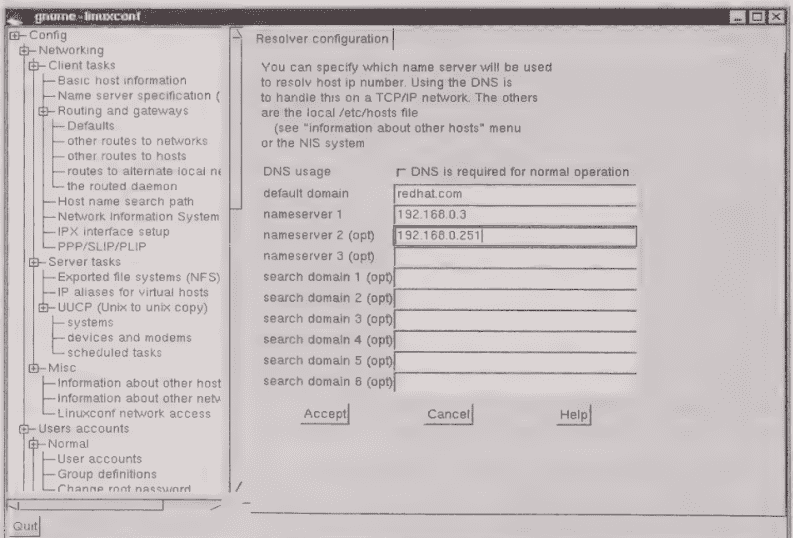 gnome-linuxconf
Config
Networking
Client tasks
Basic host information
Name server specification (
Routing and gateways
Defaults
other routes to networks
other routes to hosts
routes to alternate local ne
the routed daemon
Host name search path
Network Information System
IPX interface setup
PPP/SLIP/PLIP
Server tasks
Exported file systems (NFS)
IP aliases for virtual hosts
UUCP (Unix to unix copy)
systems
devices and modems
scheduled tasks
Misc
Information about other host
Information about other netw
Linuxconf network access
Users accounts
Normal
User accounts
Group definitions
Change root password
Quit
Resolver configuration
You can specify which name server will be used
to resolv host ip number. Using the DNS is
to handle this on a TCP/IP network. The others
are the local /etc/hosts file
(see "information about other hosts" menu
or the NIS system
DNS usage DNS is required for normal operation
default domain redhat.com
nameserver 1 192.168.0.3
nameserver 2 (opt) 192.168.0.251
nameserver 3 (opt)
search domain 1 (opt)
search domain 2 (opt)
search domain 3 (opt)
search domain 4 (opt)
search domain 5 (opt)
search domain 6 (opt)
Accept Cancel Help